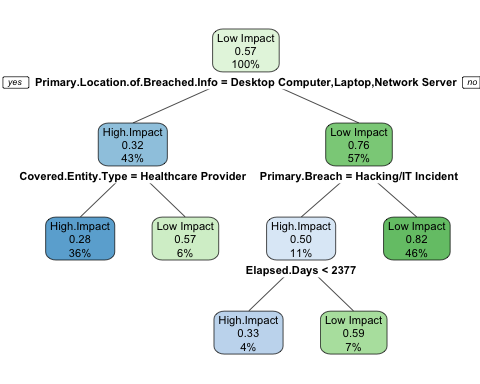 Low Impact
0.57
100%
yes Primary.Location.of.Breached.Info = Desktop Computer,Laptop,Network Server no
High.Impact
0.32
43%
Low Impact
0.76
57%
Covered.Entity.Type = Healthcare Provider
Primary.Breach = Hacking/IT Incident
High.Impact
0.28
36%
Low Impact
0.57
6%
High.Impact
0.50
11%
Low Impact
0.82
46%
Elapsed.Days < 2377
High.Impact
0.33
4%
Low Impact
0.59
7%